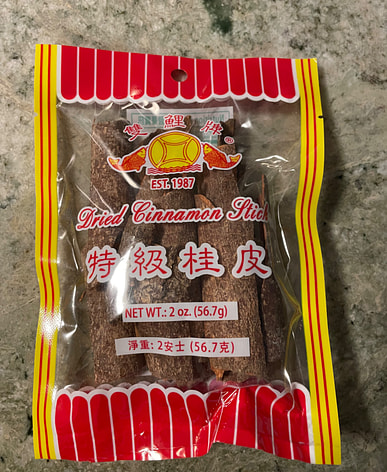 雙鯉牌®
EST. 1987
Dried Cinnamon Stick
特級桂皮
NET WT.: 2 oz. (56.7g)
淨重: 2安士 (56.7克)